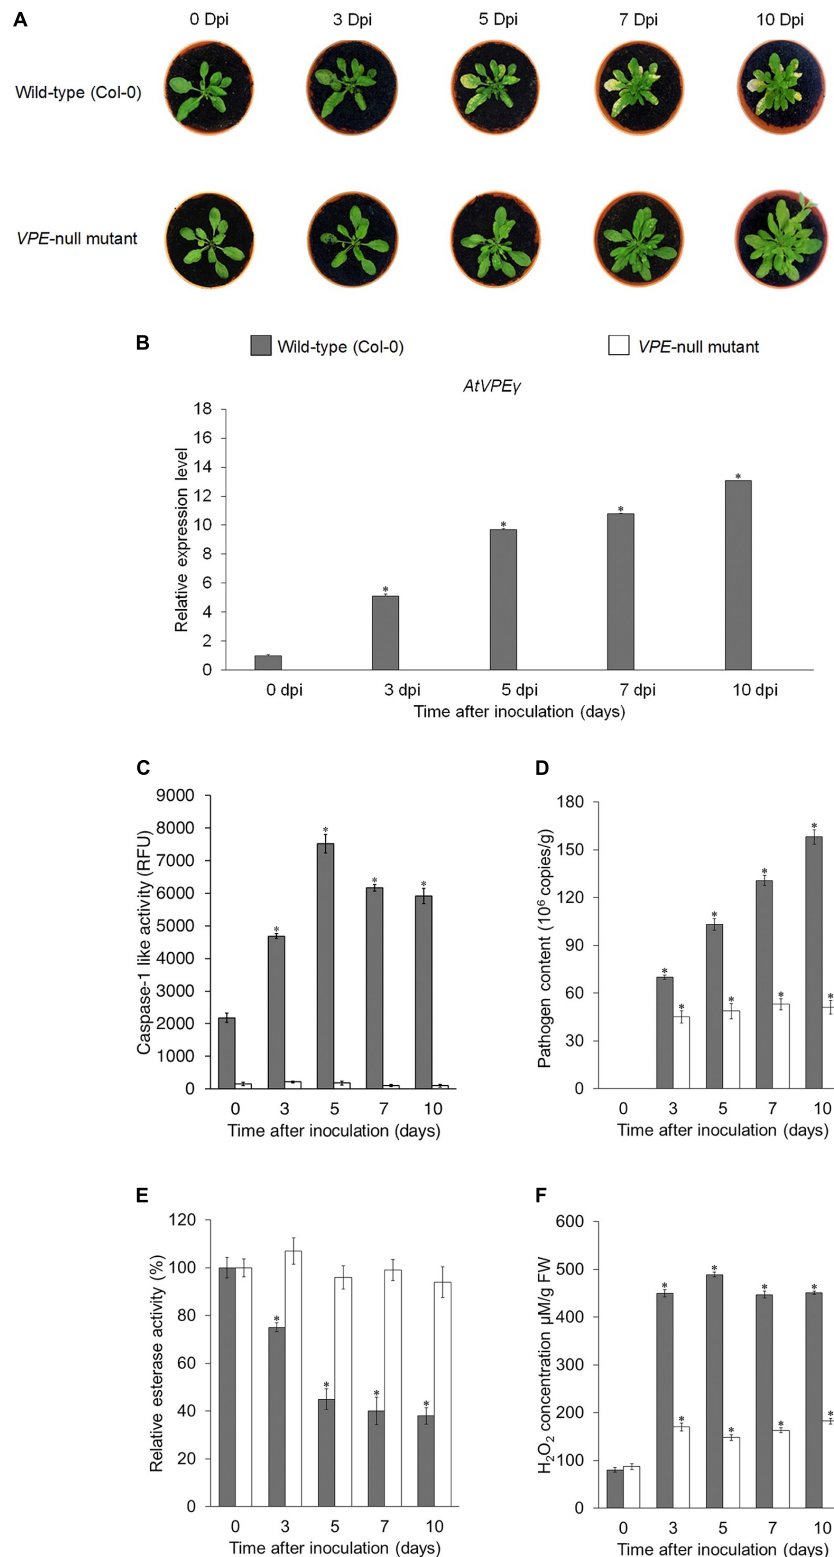 A
0 Dpi 3 Dpi 5 Dpi 7 Dpi 10 Dpi
Wild-type (Col-0)
VPE-null mutant
B
Wild-type (Col-0) VPE-null mutant
AtVPEγ
Relative expression level
18
16
14
12
10
8
6
4
2
0
* * * *
0 dpi 3 dpi 5 dpi 7 dpi 10 dpi
Time after inoculation (days)
C
Caspase-1 like activity (RFU)
9000
8000
7000
6000
5000
4000
3000
2000
1000
0
* * * *
0 3 5 7 10
Time after inoculation (days)
D
Pathogen content (10⁶ copies/g)
180
150
120
90
60
30
0
* * * *
* * * *
0 3 5 7 10
Time after inoculation (days)
E
Relative esterase activity (%)
120
100
80
60
40
20
0
* * * *
0 3 5 7 10
Time after inoculation (days)
F
H₂O₂ concentration µM/g FW
600
500
400
300
200
100
0
* * * *
* * * *
0 3 5 7 10
Time after inoculation (days)